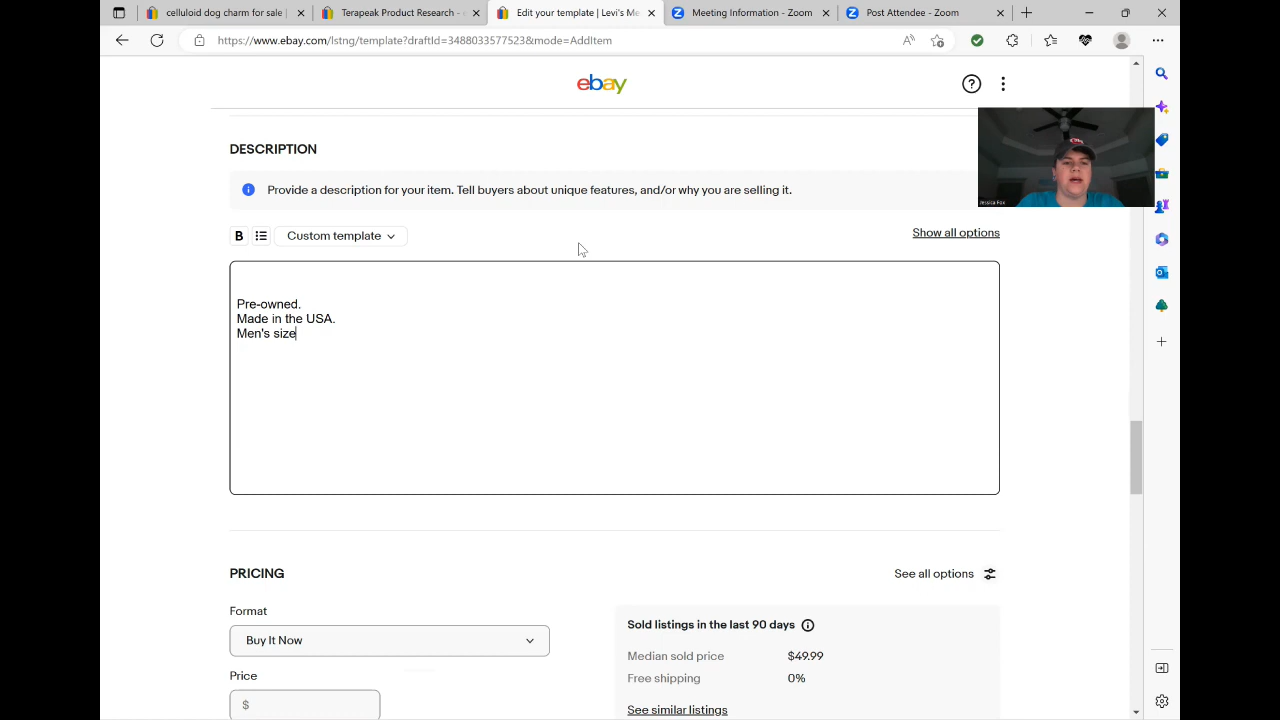 celluloid dog charm for sale |
Terapeak Product Research - e
Edit your template | Levi's Me
Meeting Information - Zoom
Post Attendee - Zoom
https://www.ebay.com/lstng/template?draftId=3488033577523&mode=AddItem
ebay
DESCRIPTION
Provide a description for your item. Tell buyers about unique features, and/or why you are selling it.
Jessica Fox
B
Custom template
Show all options
Pre-owned.
Made in the USA.
Men's size
PRICING
See all options
Format
Buy It Now
Sold listings in the last 90 days
Median sold price $49.99
Price
Free shipping 0%
$
See similar listings